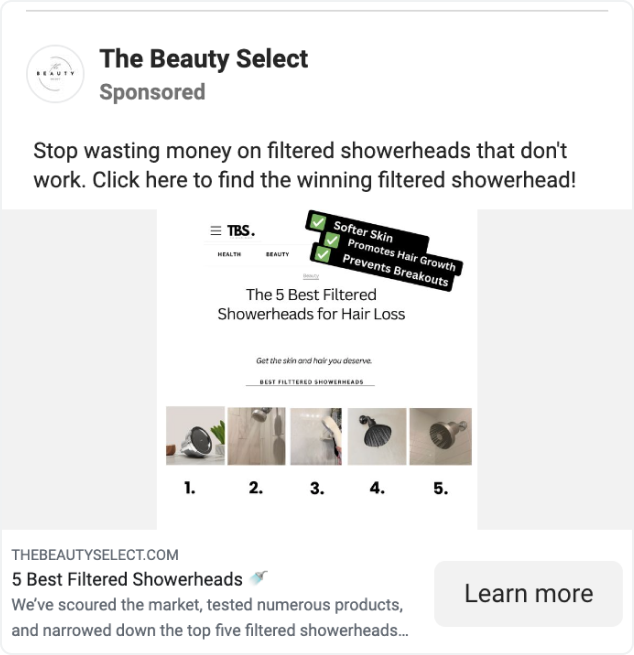 BEAUTY
The Beauty Select
Sponsored
Stop wasting money on filtered showerheads that don't
work. Click here to find the winning filtered showerhead!
TBS.
HEALTH BEAUTY
✅ Softer Skin
✅ Promotes Hair Growth
✅ Prevents Breakouts
Beauty
The 5 Best Filtered
Showerheads for Hair Loss
Get the skin and hair you deserve.
BEST FILTTERED SHOWERHEADS
1. 2. 3. 4. 5.
THEBEAUTYSELECT.COM
5 Best Filtered Showerheads 🚿
We've scoured the market, tested numerous products,
and narrowed down the top five filtered showerheads...
Learn more